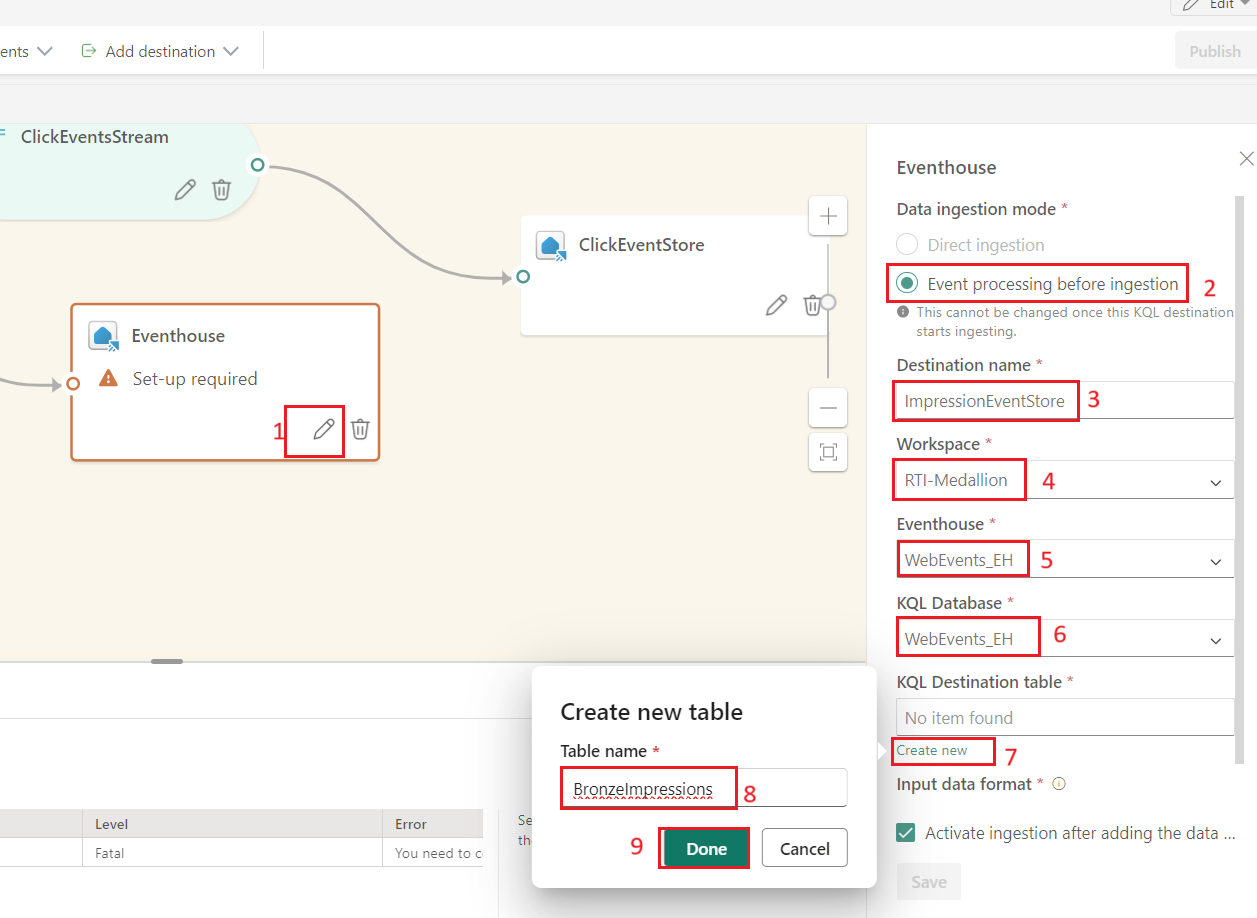 Edit
ents
Add destination
Publish
ClickEventsStream
ClickEventStore
Eventhouse
Set-up required
1
Eventhouse
Data ingestion mode *
Direct ingestion
Event processing before ingestion
2
This cannot be changed once this KQL destination
starts ingesting.
Destination name *
ImpressionEventStore
3
Workspace *
RTI-Medallion
4
Eventhouse *
WebEvents_EH
5
KQL Database *
WebEvents_EH
6
KQL Destination table *
No item found
Create new
7
Input data format *
Activate ingestion after adding the data ...
Save
Create new table
Table name *
BronzeImpressions
8
9
Done
Cancel
Level
Error
Fatal
You need to c
Se
the